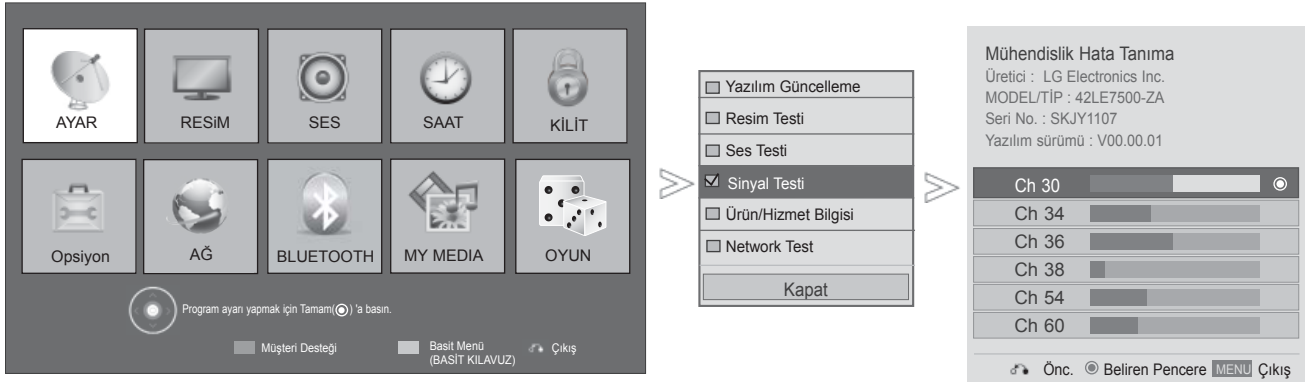 AYAR
RESiM
SES
SAAT
KİLİT
Opsiyon
AĞ
BLUETOOTH
MY MEDIA
OYUN
Program ayarı yapmak için Tamam(◉) 'a basın.
Müşteri Desteği
Basit Menü
(BASİT KILAVUZ)
Çıkış
Yazılım Güncelleme
Resim Testi
Ses Testi
Sinyal Testi
Ürün/Hizmet Bilgisi
Network Test
Kapat
Mühendislik Hata Tanıma
Üretici : LG Electronics Inc.
MODEL/TİP : 42LE7500-ZA
Seri No. : SKJY1107
Yazılım sürümü : V00.00.01
Ch 30
Ch 34
Ch 36
Ch 38
Ch 54
Ch 60
Önc. ◉ Beliren Pencere MENU Çıkış